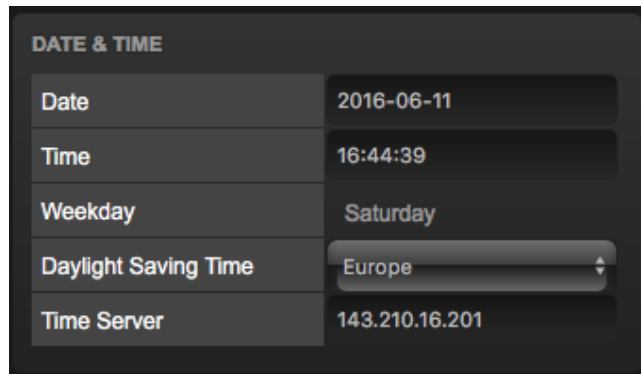 DATE & TIME
Date 2016-06-11
Time 16:44:39
Weekday Saturday
Daylight Saving Time Europe
Time Server 143.210.16.201